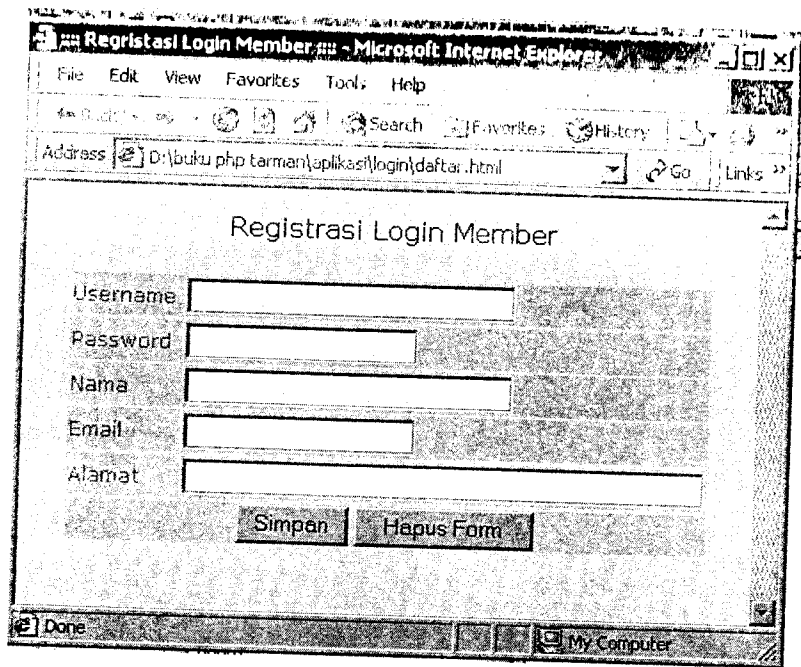 :::: Regristasi Login Member :::: - Microsoft Internet Explorer
File Edit View Favorites Tools Help
Back Search Favorites History »
Address D:\buku php tarman\aplikasi\login\daftar.html Go Links »
Registrasi Login Member
Username
Password
Nama
Email
Alamat
Simpan Hapus Form
Done My Computer